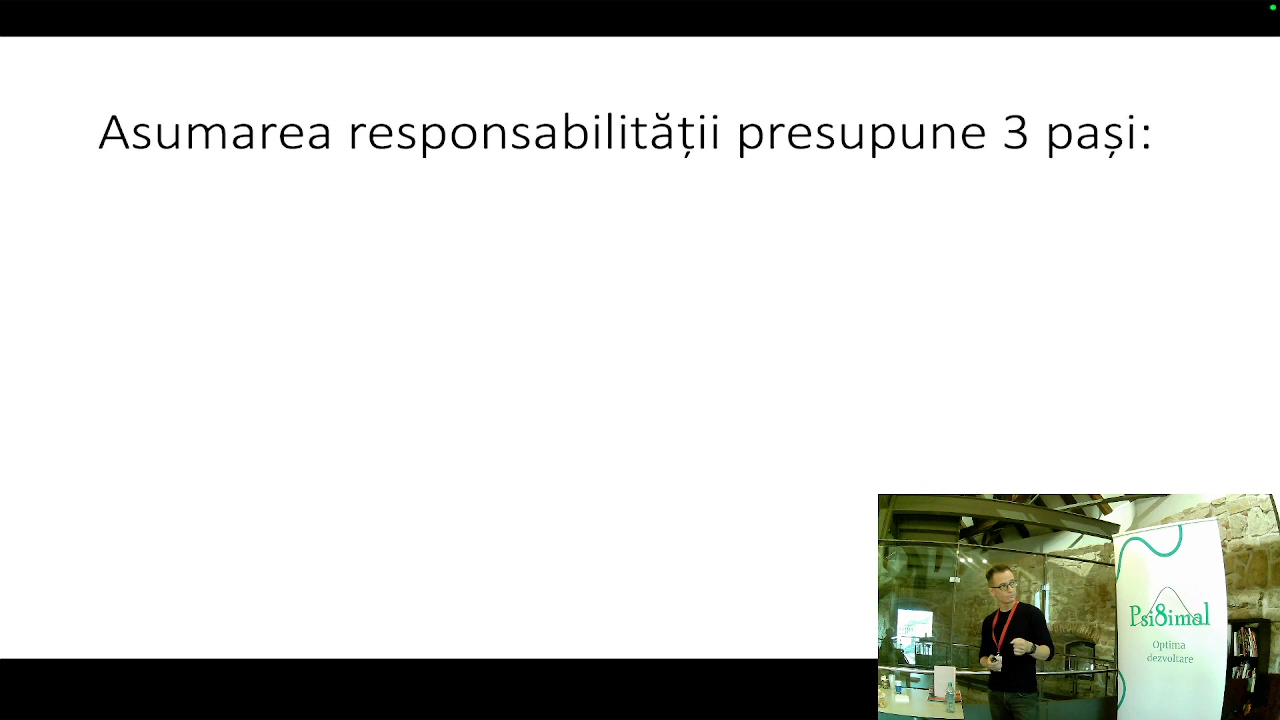 Asumarea responsabilității presupune 3 pași:
Psi8imal
Optima
dezvoltare